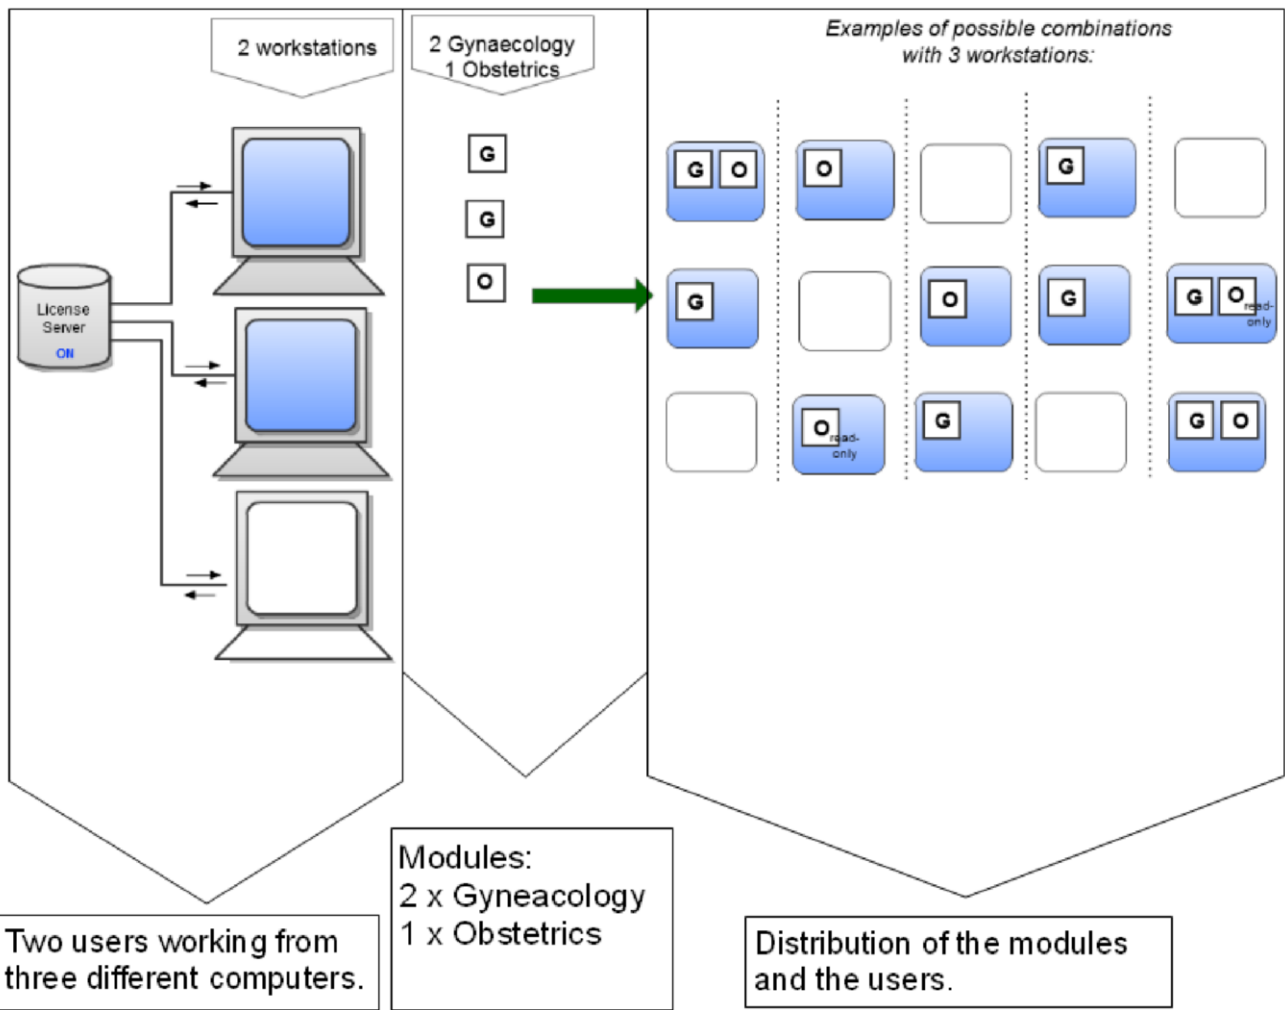 2 workstations
2 Gynaecology
1 Obstetrics
Examples of possible combinations
with 3 workstations:
G
G
O
License
Server
ON
G O
O
G
G
O
G
G O
read-
only
O
read-
only
G
G O
Modules:
2 x Gyneacology
1 x Obstetrics
Two users working from
three different computers.
Distribution of the modules
and the users.